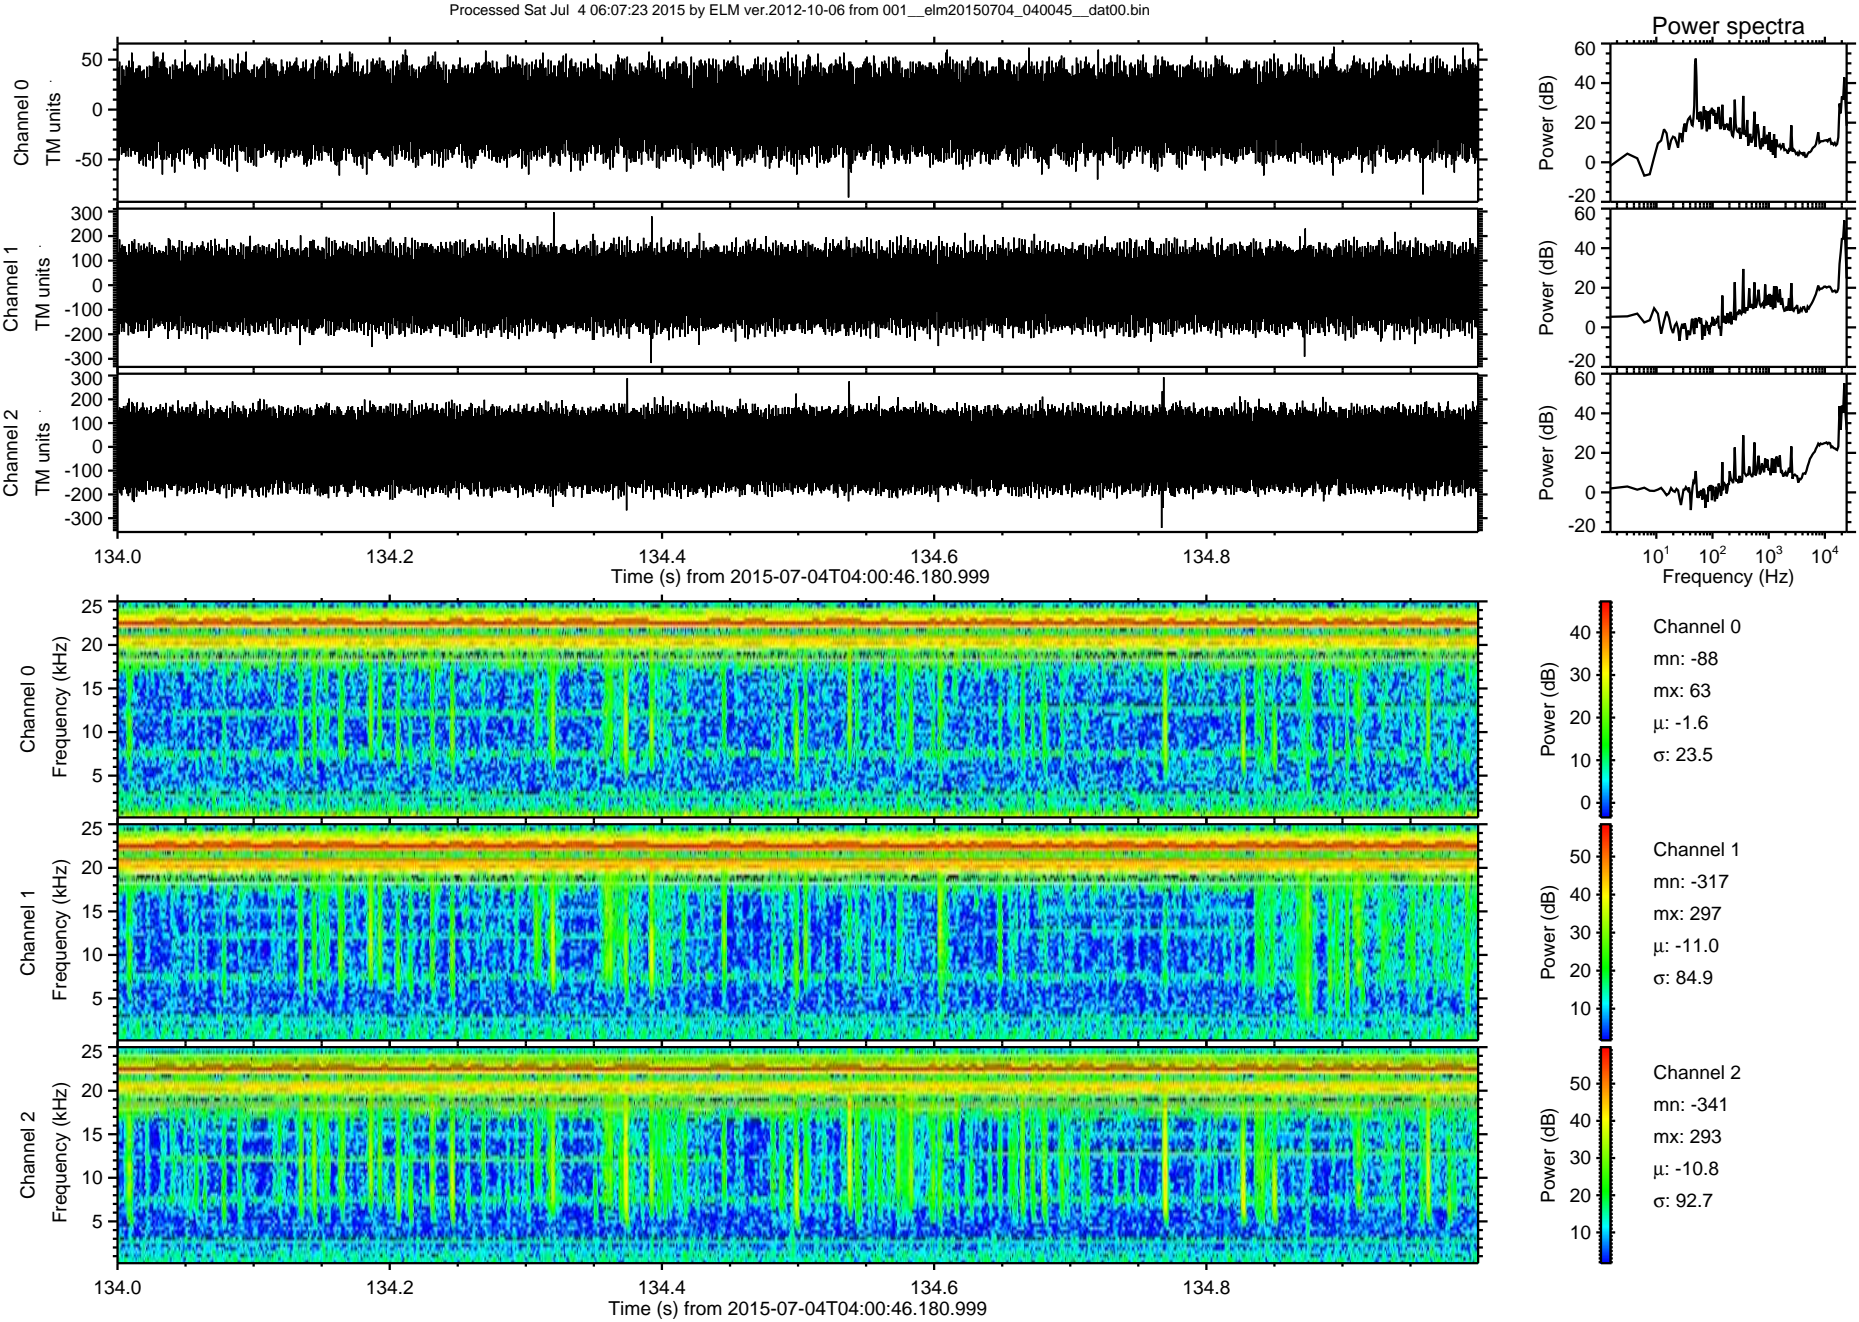 Processed Sat Jul  4 06:07:23 2015 by ELM ver.2012-10-06 from 001__elm20150704_040045__dat00.bin
Power spectra
Channel 0
TM units
50
0
-50
Power (dB)
60
40
20
0
-20
Channel 1
TM units
300
200
100
0
-100
-200
-300
Power (dB)
60
40
20
0
-20
Channel 2
TM units
300
200
100
0
-100
-200
-300
Power (dB)
60
40
20
0
-20
134.0 134.2 134.4 134.6 134.8
Time (s) from 2015-07-04T04:00:46.180.999
10^1 10^2 10^3 10^4
Frequency (Hz)
Channel 0
Frequency (kHz)
25
20
15
10
5
Power (dB)
40
30
20
10
0
Channel 0
mn: -88
mx: 63
μ: -1.6
σ: 23.5
Channel 1
Frequency (kHz)
25
20
15
10
5
Power (dB)
50
40
30
20
10
Channel 1
mn: -317
mx: 297
μ: -11.0
σ: 84.9
Channel 2
Frequency (kHz)
25
20
15
10
5
Power (dB)
50
40
30
20
10
Channel 2
mn: -341
mx: 293
μ: -10.8
σ: 92.7
134.0 134.2 134.4 134.6 134.8
Time (s) from 2015-07-04T04:00:46.180.999